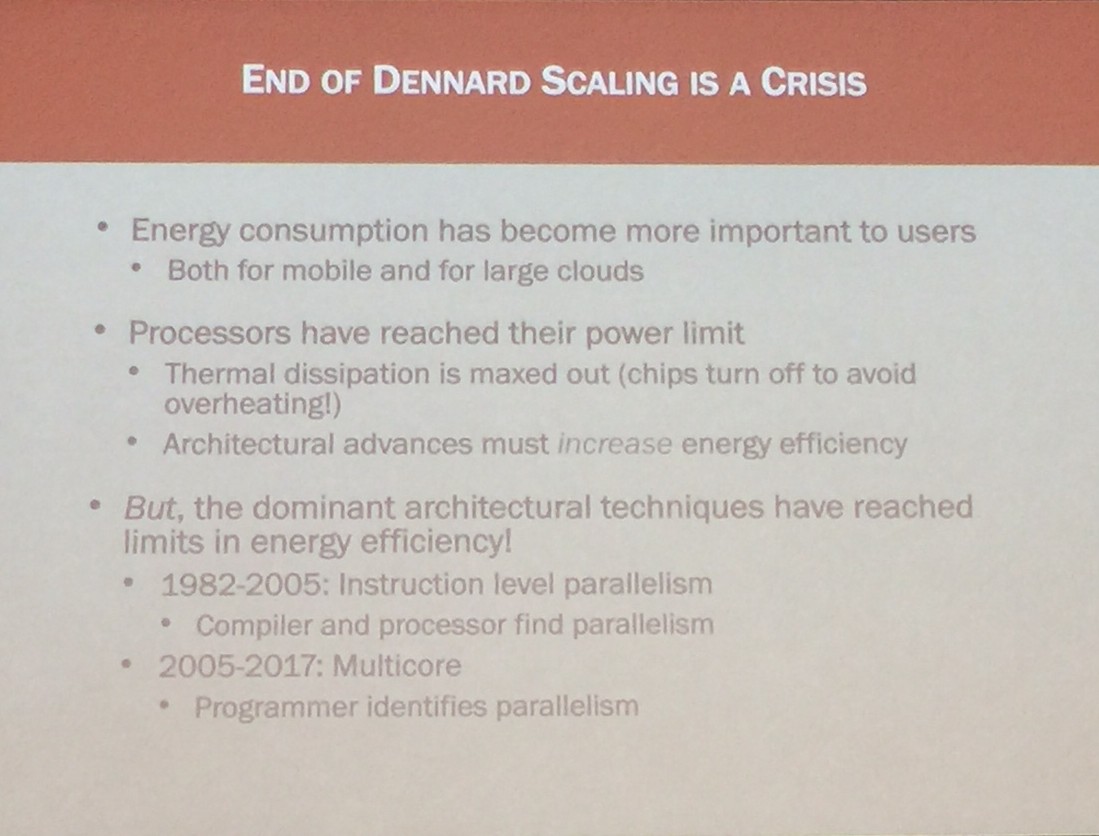 END OF DENNARD SCALING IS A CRISIS
• Energy consumption has become more important to users
• Both for mobile and for large clouds
• Processors have reached their power limit
• Thermal dissipation is maxed out (chips turn off to avoid
overheating!)
• Architectural advances must increase energy efficiency
• But, the dominant architectural techniques have reached
limits in energy efficiency!
• 1982-2005: Instruction level parallelism
• Compiler and processor find parallelism
• 2005-2017: Multicore
• Programmer identifies parallelism